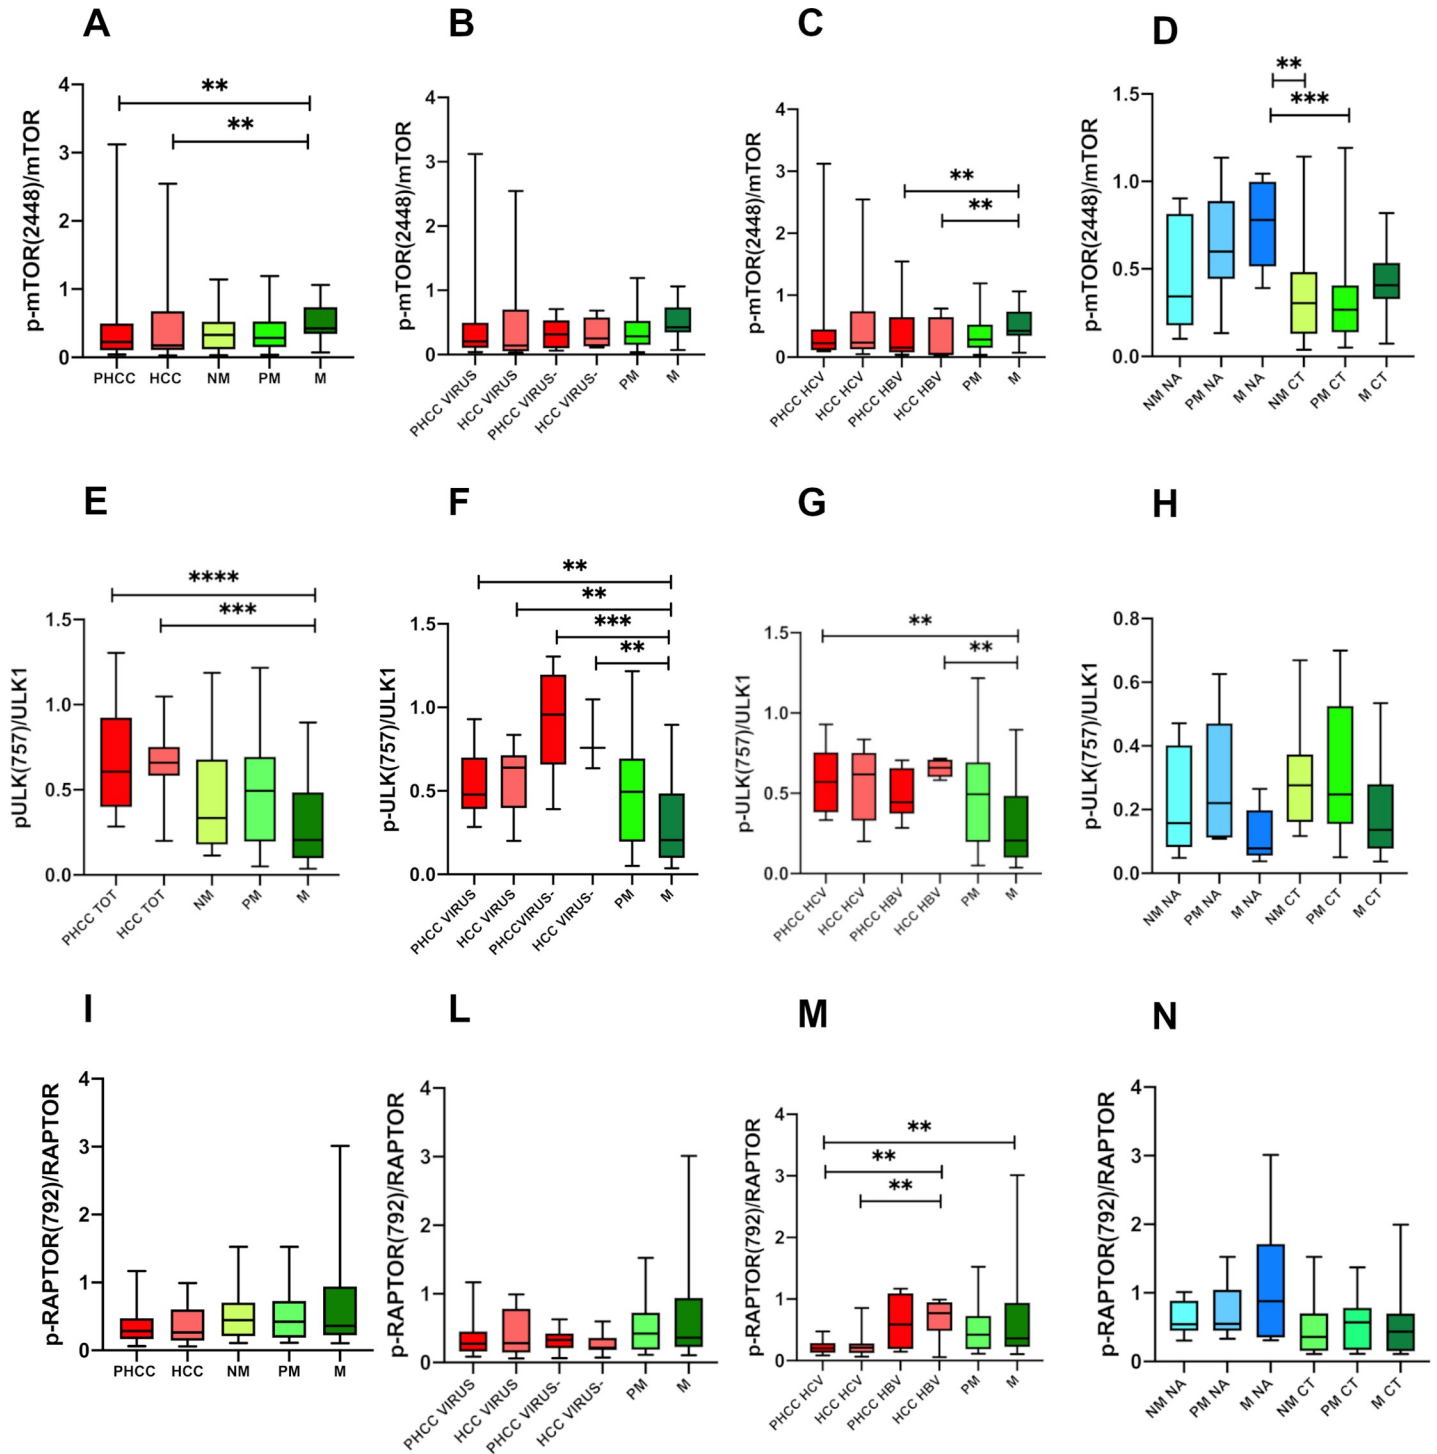 A
p-mTOR(2448)/mTOR
4
3
2
1
0
**
**
PHCC HCC NM PM M
B
p-mTOR(2448)/mTOR
4
3
2
1
0
PHCC VIRUS
HCC VIRUS
PHCC VIRUS-
HCC VIRUS-
PM
M
C
p-mTOR(2448)/mTOR
4
3
2
1
0
**
**
PHCC HCV
HCC HCV
PHCC HBV
HCC HBV
PM
M
D
p-mTOR(2448)/mTOR
1.5
1.0
0.5
0.0
**
***
NM NA
PM NA
M NA
NM CT
PM CT
M CT
E
pULK(757)/ULK1
1.5
1.0
0.5
0.0
****
***
PHCC TOT
HCC TOT
NM
PM
M
F
p-ULK(757)/ULK1
1.5
1.0
0.5
0.0
**
**
***
**
PHCC VIRUS
HCC VIRUS
PHCCVIRUS-
HCC VIRUS-
PM
M
G
p-ULK(757)/ULK1
1.5
1.0
0.5
0.0
**
**
PHCC HCV
HCC HCV
PHCC HBV
HCC HBV
PM
M
H
p-ULK(757)/ULK1
0.8
0.6
0.4
0.2
0.0
NM NA
PM NA
M NA
NM CT
PM CT
M CT
I
p-RAPTOR(792)/RAPTOR
4
3
2
1
0
PHCC HCC NM PM M
L
p-RAPTOR(792)/RAPTOR
4
3
2
1
0
PHCC VIRUS
HCC VIRUS
PHCC VIRUS-
HCC VIRUS-
PM
M
M
p-RAPTOR(792)/RAPTOR
4
3
2
1
0
**
**
**
PHCC HCV
HCC HCV
PHCC HBV
HCC HBV
PM
M
N
p-RAPTOR(792)/RAPTOR
4
3
2
1
0
NM NA
PM NA
M NA
NM CT
PM CT
M CT